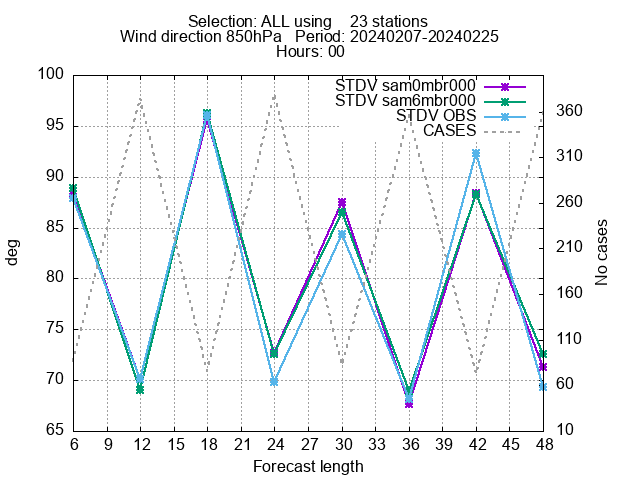 Selection: ALL using 23 stations
Wind direction 850hPa Period: 20240207-20240225
Hours: 00
STDV sam0mbr000
STDV sam6mbr000
STDV OBS
CASES
100
95
90
85
80
75
70
65
deg
360
310
260
210
160
110
60
10
No cases
6 9 12 15 18 21 24 27 30 33 36 39 42 45 48
Forecast length